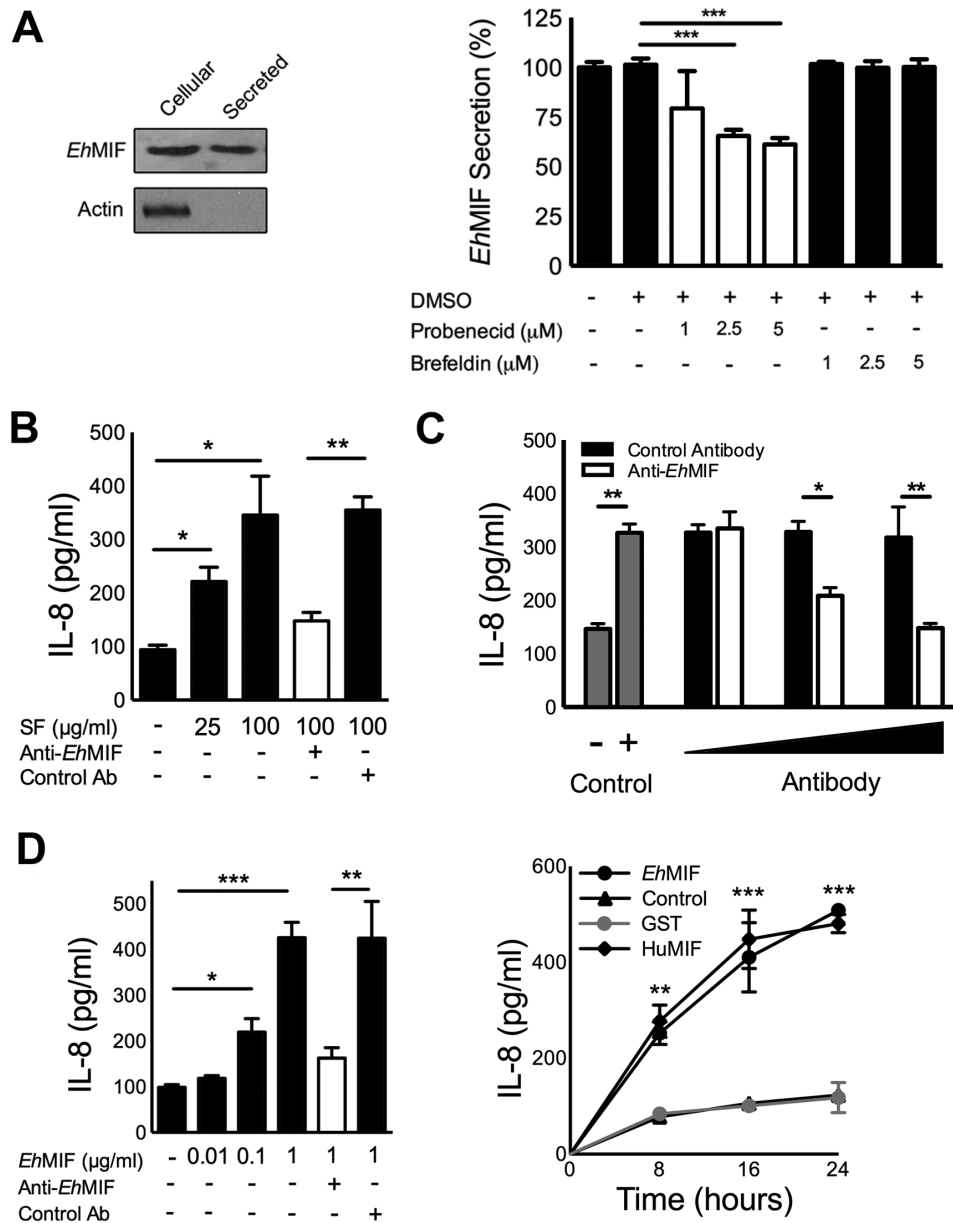 A
Cellular
Secreted
EhMIF
Actin
EhMIF Secretion (%)
125
100
75
50
25
0
***
***
DMSO - + + + + + + +
Probenecid (μM) - - 1 2.5 5 - - -
Brefeldin (μM) - - - - - 1 2.5 5
B
IL-8 (pg/ml)
500
400
300
200
100
0
*
*
**
SF (μg/ml) - 25 100 100 100
Anti-EhMIF - - - + -
Control Ab - - - - +
C
IL-8 (pg/ml)
500
400
300
200
100
0
Control Antibody
Anti-EhMIF
**
*
**
- +
Control
Antibody
D
IL-8 (pg/ml)
500
400
300
200
100
0
***
*
**
EhMIF (μg/ml) - 0.01 0.1 1 1 1
Anti-EhMIF - - - - + -
Control Ab - - - - - +
IL-8 (pg/ml)
600
400
200
0
EhMIF
Control
GST
HuMIF
**
***
***
0 8 16 24
Time (hours)